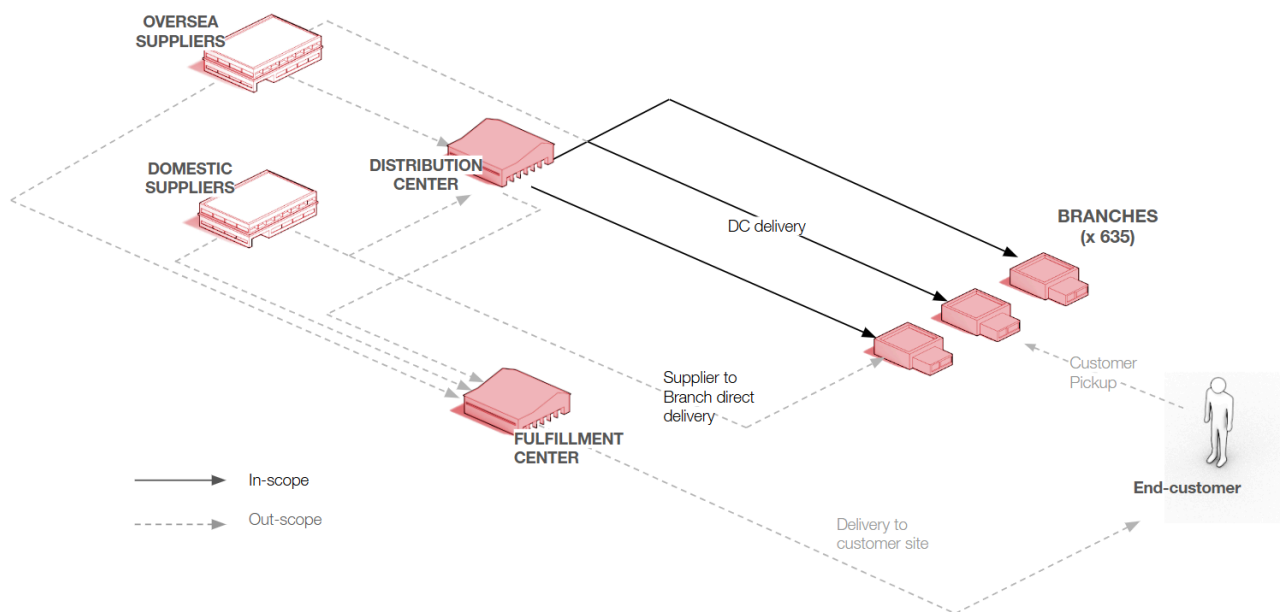 OVERSEA
SUPPLIERS
DOMESTIC
SUPPLIERS
DISTRIBUTION
CENTER
DC delivery
BRANCHES
(x 635)
Supplier to
Branch direct
delivery
Customer
Pickup
FULFILLMENT
CENTER
In-scope
Out-scope
End-customer
Delivery to
customer site